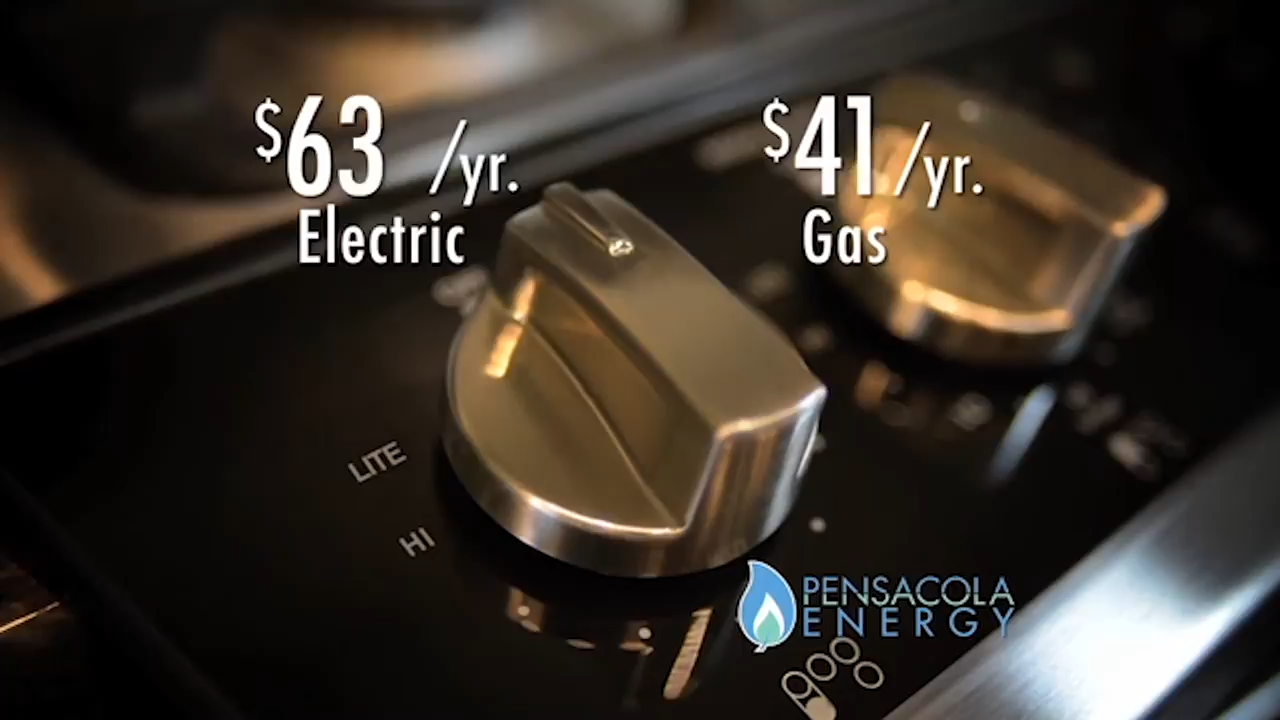 $63 /yr.
Electric
$41 /yr.
Gas
LITE
HI
PENSACOLA
ENERGY